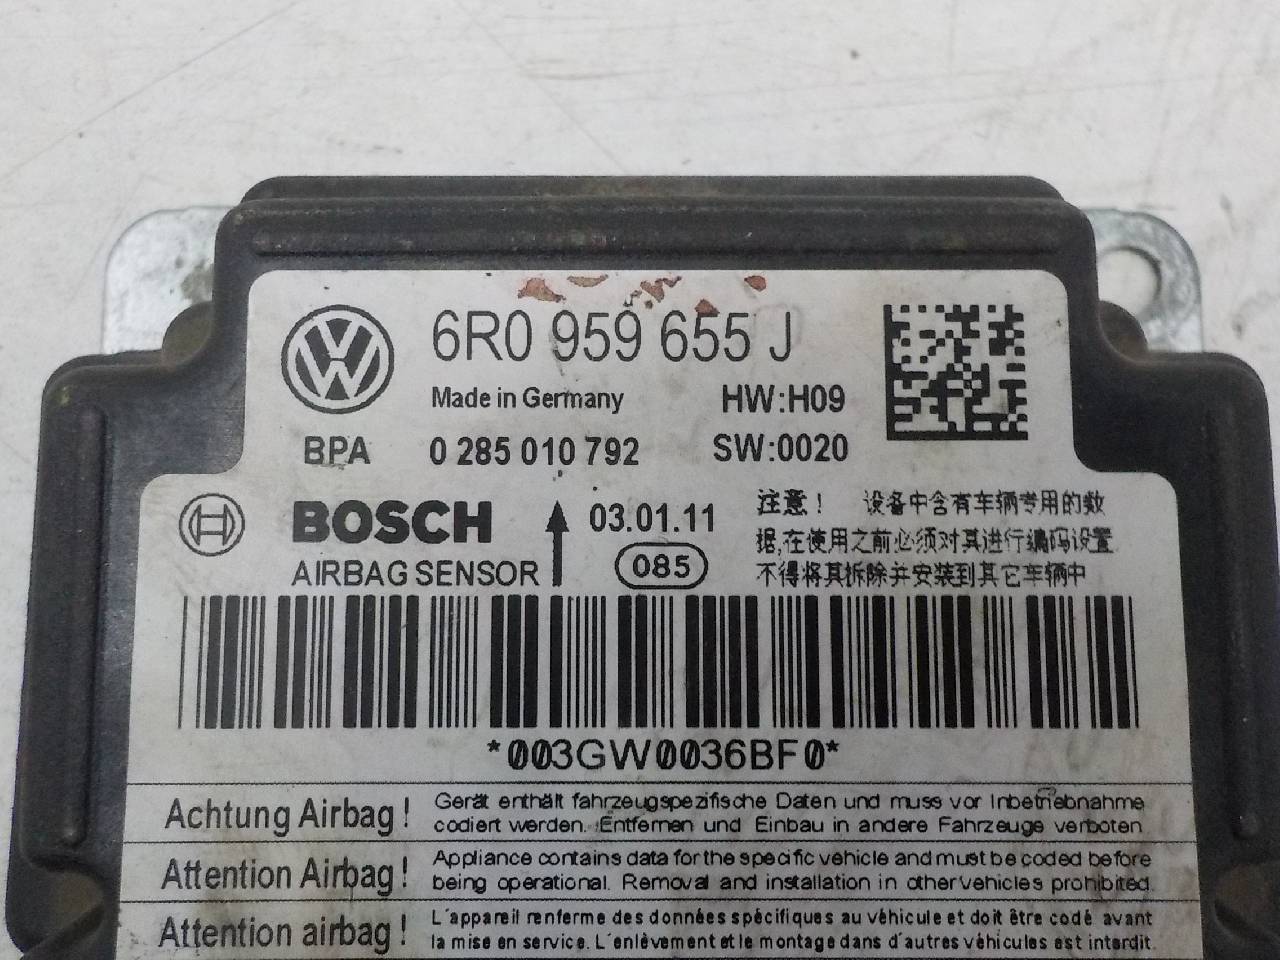 6R0 959 655 J
Made in Germany HW:H09
BPA 0 285 010 792 SW:0020
BOSCH 03.01.11
AIRBAG SENSOR 085
注意！ 设备中含有车辆专用的数
据,在使用之前必须对其进行编码设置
不得将其拆除并安装到其它车辆中
*003GW0036BF0*
Achtung Airbag! Gerät enthält fahrzeugspezifische Daten und muss vor Inbetriebnahme
codiert werden. Entfernen und Einbau in andere Fahrzeuge verboten
Attention Airbag! Appliance contains data for the specific vehicle and must be coded before
being operational. Removal and installation in other vehicles prohibited.
Attention airbag! L'appareil renferme des données spécifiques au véhicule et doit être codé avant
la mise en service. L'enlèvement et le montage dans d'autres véhicules est interdit.